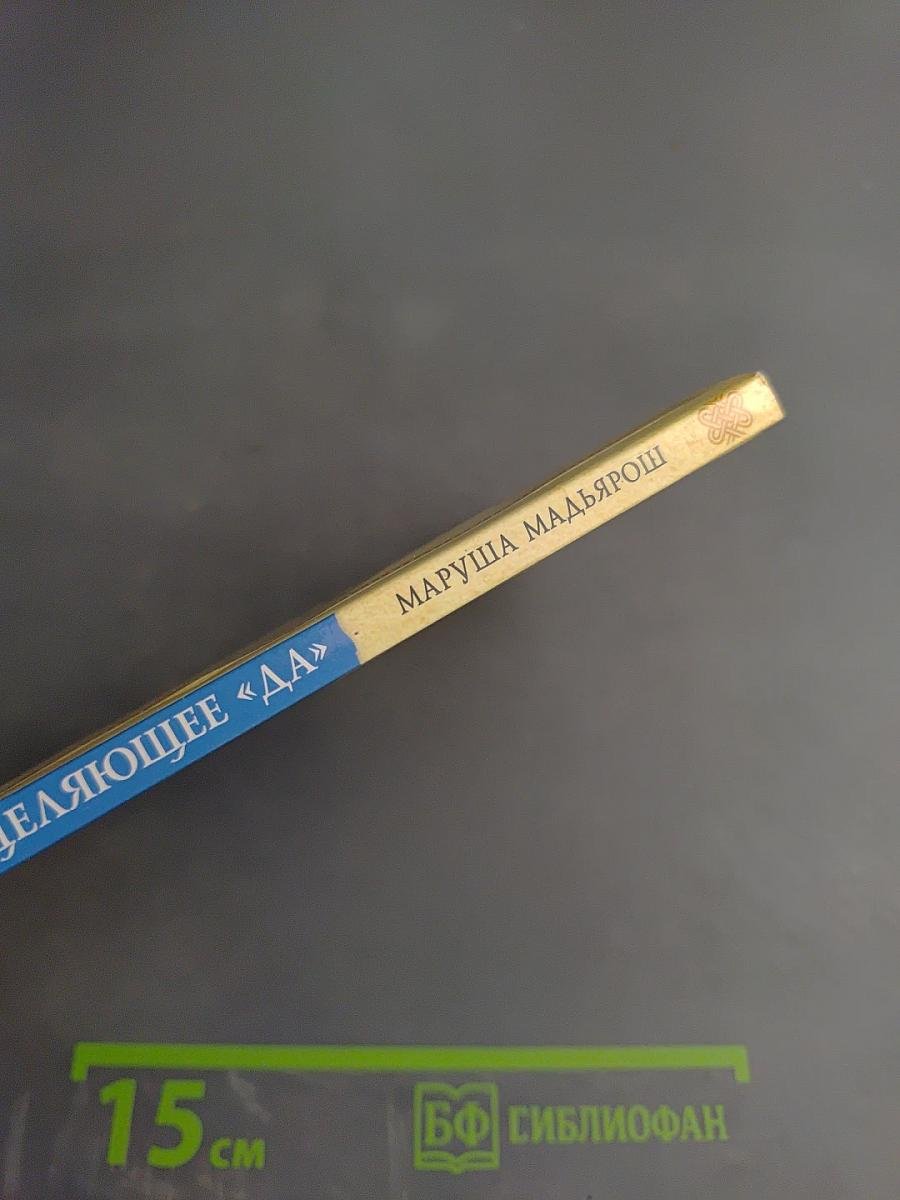 МАРУША МАДЬЯРОШ
ЦЕЛЯЮЩЕЕ «ДА»
15 см
БФ БИБЛИОФАН